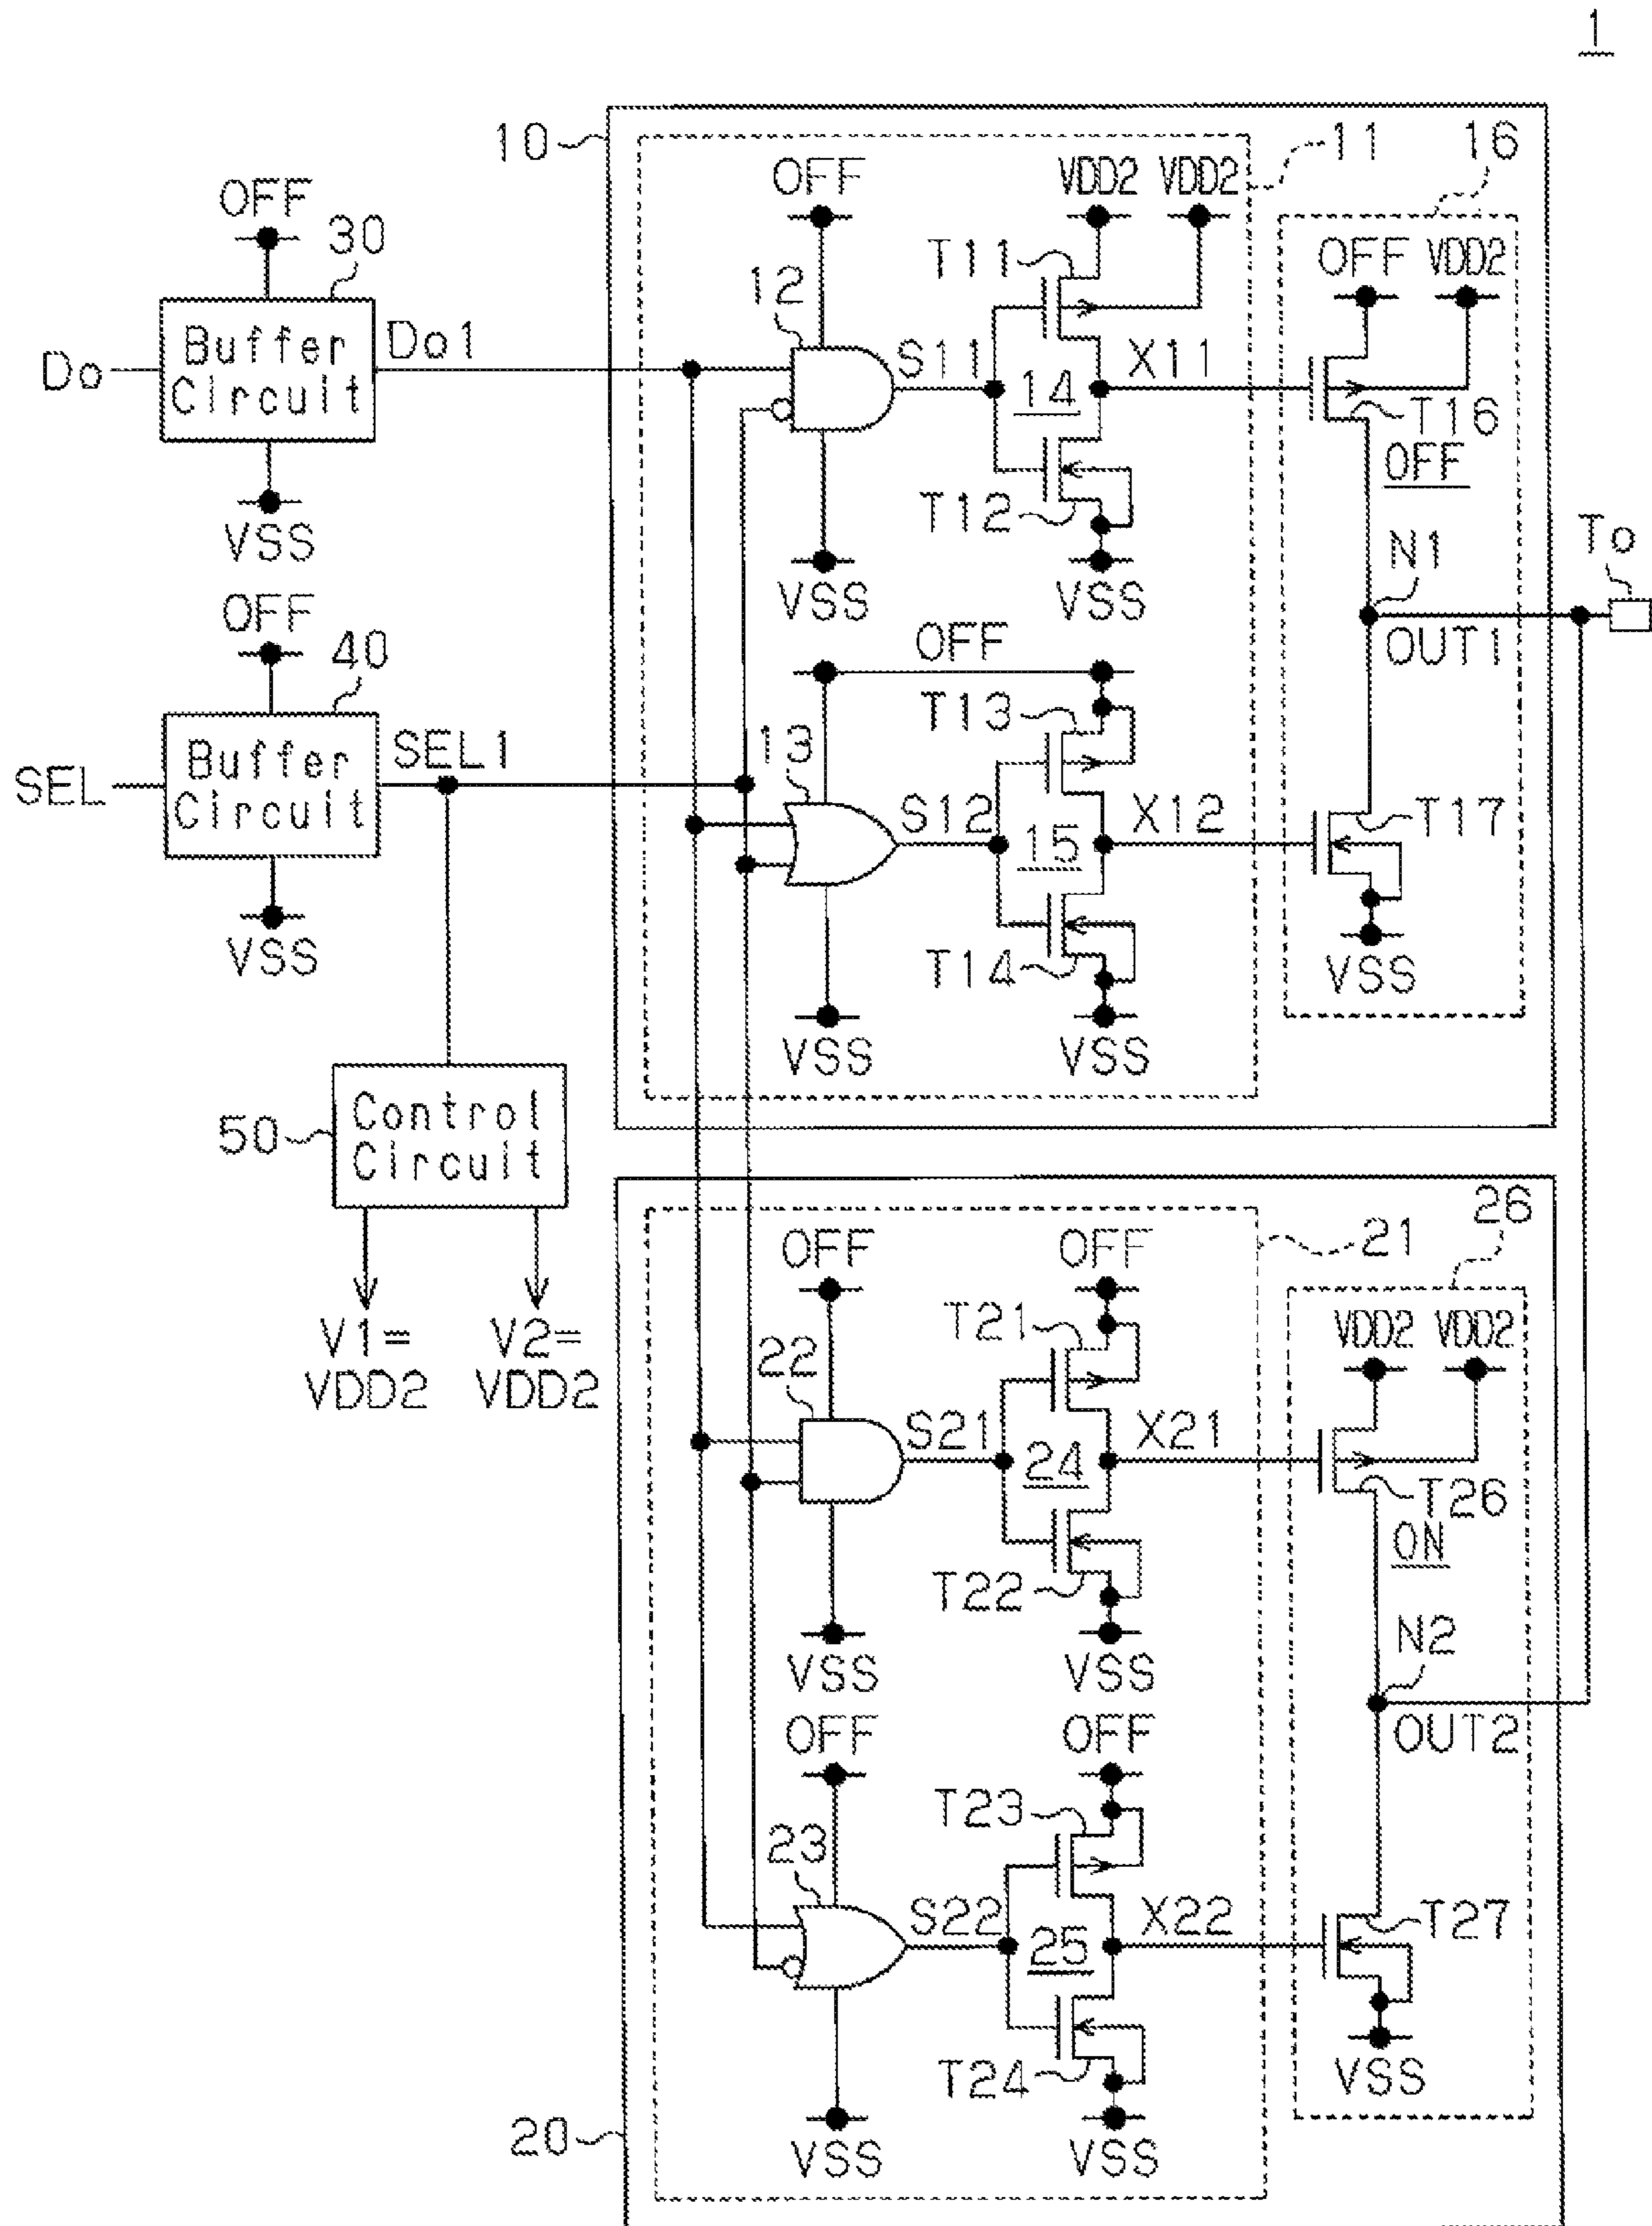 1
10
11
16
OFF
VDD2 VDD2
OFF
30
T11
OFF VDD2
12
Buffer
Circuit
Do
Do1
S11
14
X11
T16
OFF
T12
VSS
N1
To
VSS
VSS
OUT1
OFF
OFF
40
T13
13
Buffer
Circuit
SEL
SEL1
S12
15
X12
T17
T14
VSS
VSS
VSS
VSS
Control
Circuit
50
V1=
VDD2
V2=
VDD2
26
21
OFF
OFF
T21
VDD2 VDD2
22
S21
24
X21
T26
ON
T22
VSS
VSS
N2
OUT2
OFF
OFF
T23
23
S22
25
X22
T27
T24
VSS
VSS
VSS
20